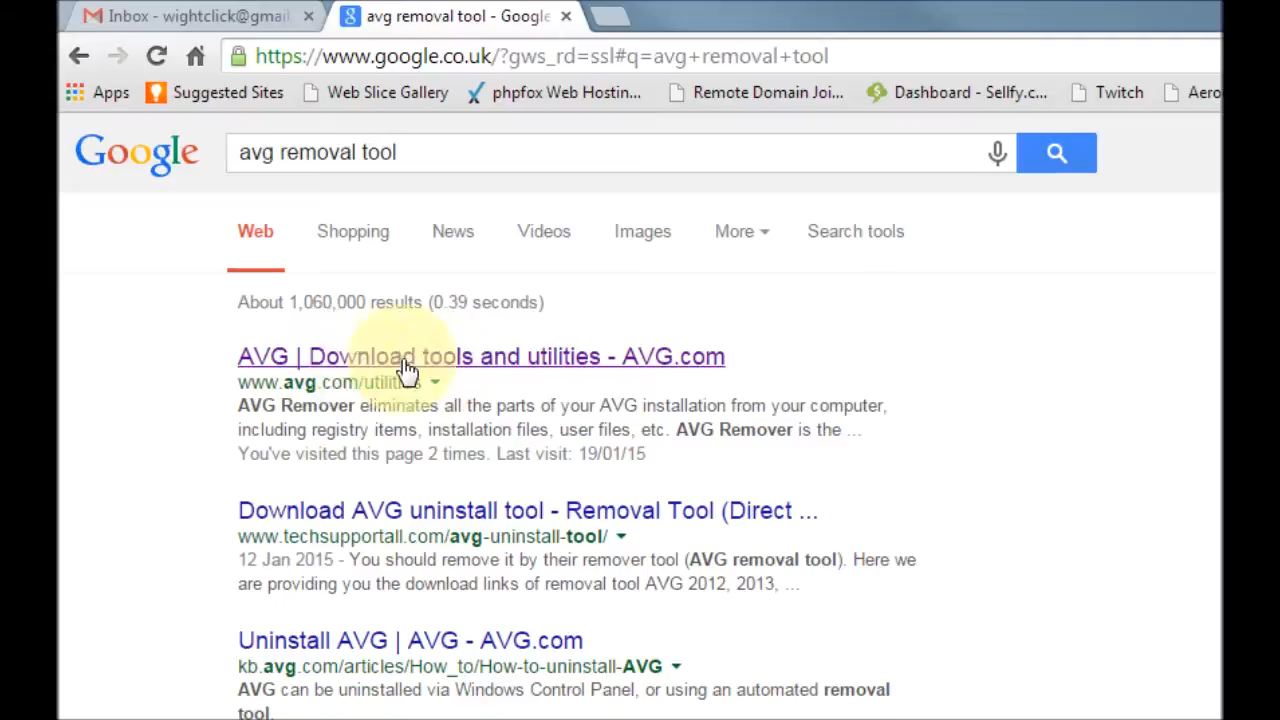 Inbox - wightclick@gmail
avg removal tool - Google
https://www.google.co.uk/?gws_rd=ssl#q=avg+removal+tool
Apps Suggested Sites Web Slice Gallery phpfox Web Hosting... Remote Domain Joi... Dashboard - Sellfy.c... Twitch Aero
Google avg removal tool
Web Shopping News Videos Images More Search tools
About 1,060,000 results (0.39 seconds)
AVG | Download tools and utilities - AVG.com
www.avg.com/utilities
AVG Remover eliminates all the parts of your AVG installation from your computer,
including registry items, installation files, user files, etc. AVG Remover is the ...
You've visited this page 2 times. Last visit: 19/01/15
Download AVG uninstall tool - Removal Tool (Direct ...
www.techsupportall.com/avg-uninstall-tool/
12 Jan 2015 - You should remove it by their remover tool (AVG removal tool). Here we
are providing you the download links of removal tool AVG 2012, 2013, ...
Uninstall AVG | AVG - AVG.com
kb.avg.com/articles/How_to/How-to-uninstall-AVG
AVG can be uninstalled via Windows Control Panel, or using an automated removal
tool.